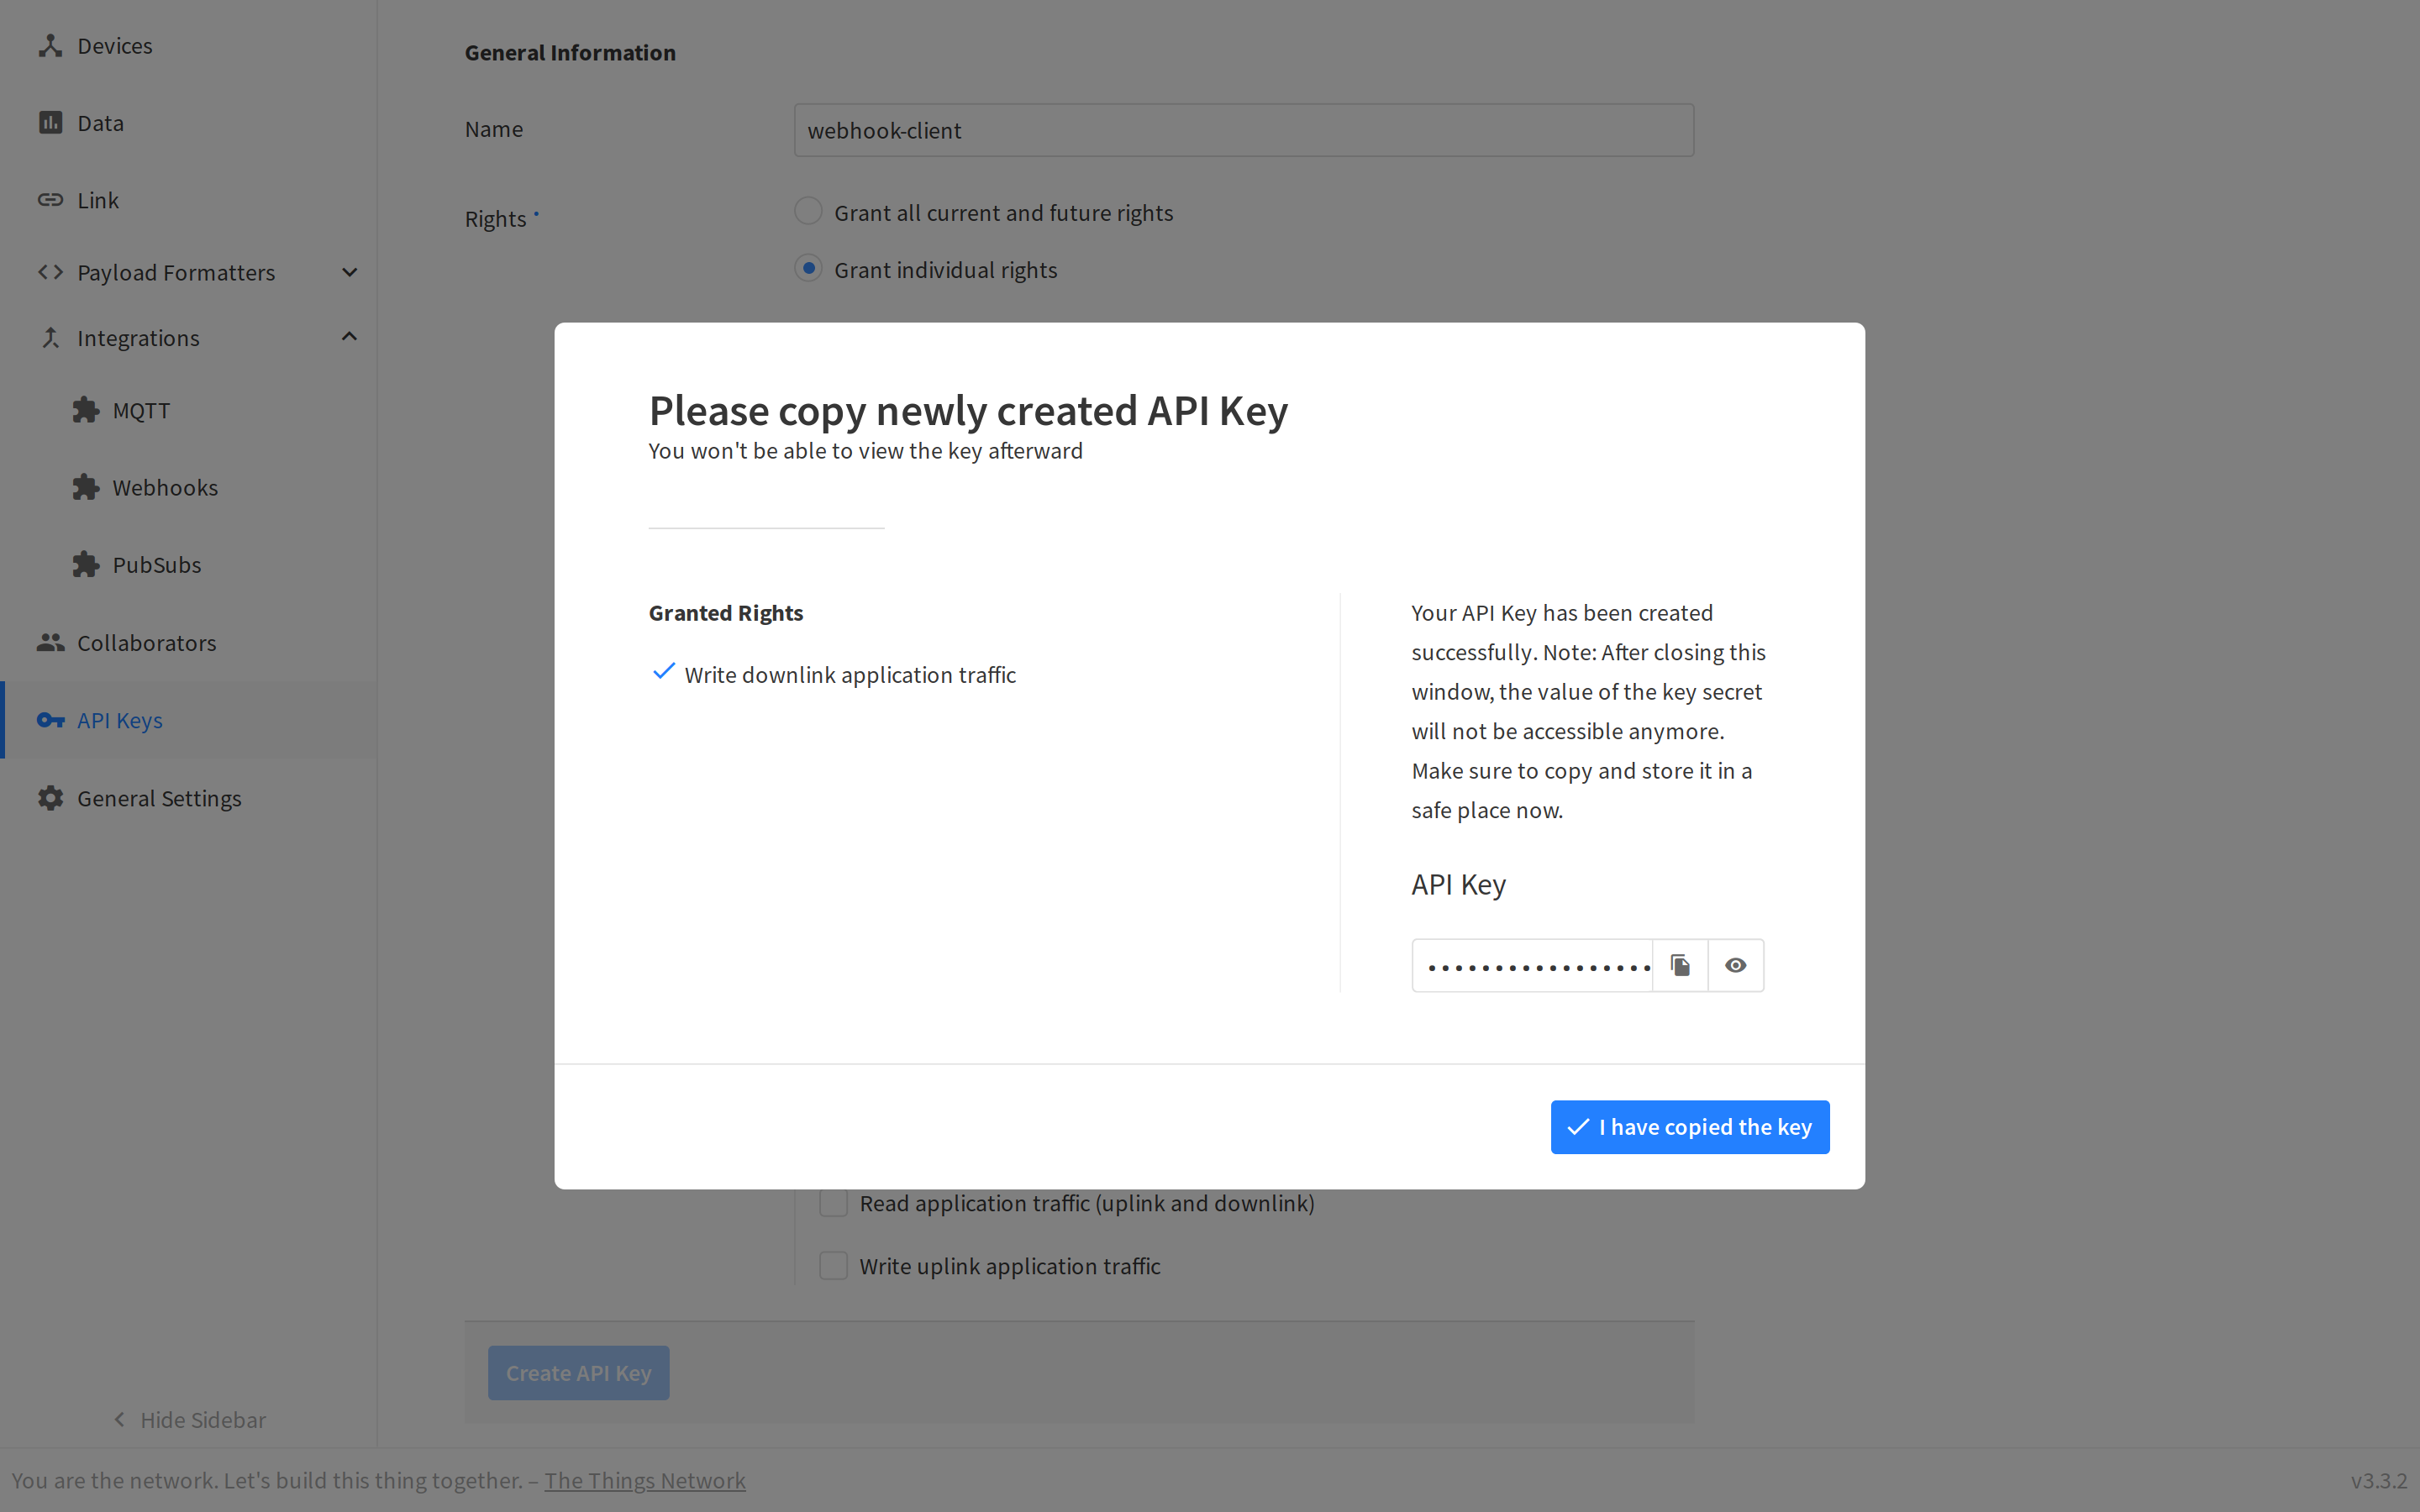 Devices
Data
Link
Payload Formatters
Integrations
MQTT
Webhooks
PubSubs
Collaborators
API Keys
General Settings
Hide Sidebar
General Information
Name
webhook-client
Rights
Grant all current and future rights
Grant individual rights
Please copy newly created API Key
You won't be able to view the key afterward
Granted Rights
Write downlink application traffic
Your API Key has been created
successfully. Note: After closing this
window, the value of the key secret
will not be accessible anymore.
Make sure to copy and store it in a
safe place now.
API Key
I have copied the key
Read application traffic (uplink and downlink)
Write uplink application traffic
Create API Key
You are the network. Let's build this thing together. – The Things Network
v3.3.2